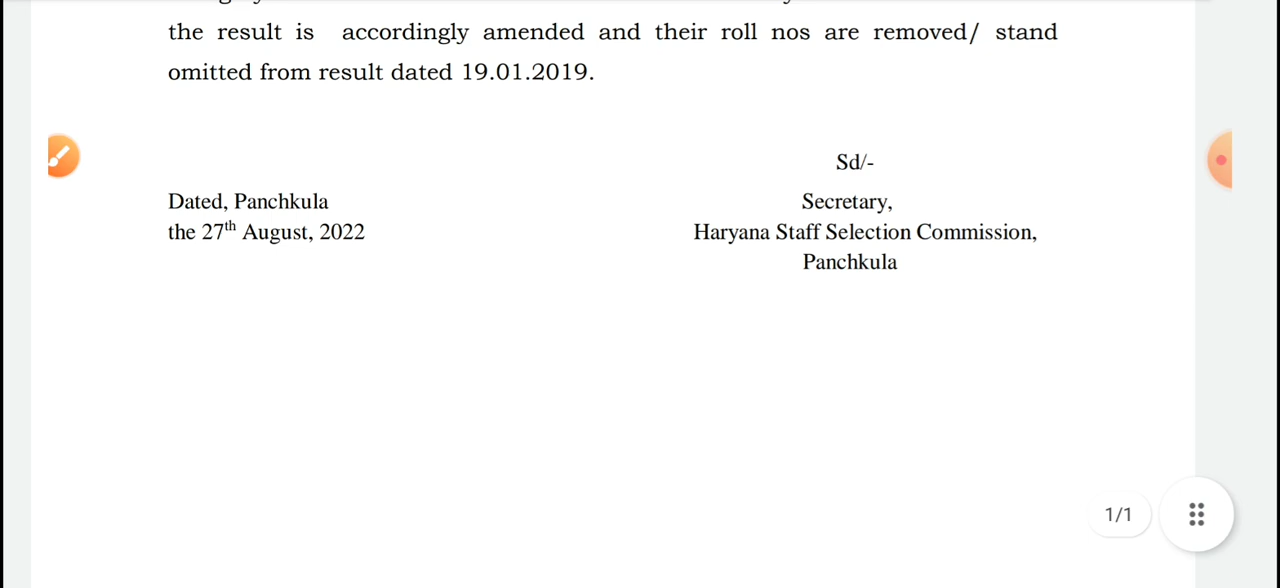 the result is accordingly amended and their roll nos are removed/ stand
omitted from result dated 19.01.2019.
Sd/-
Dated, Panchkula
the 27th August, 2022
Secretary,
Haryana Staff Selection Commission,
Panchkula
1/1